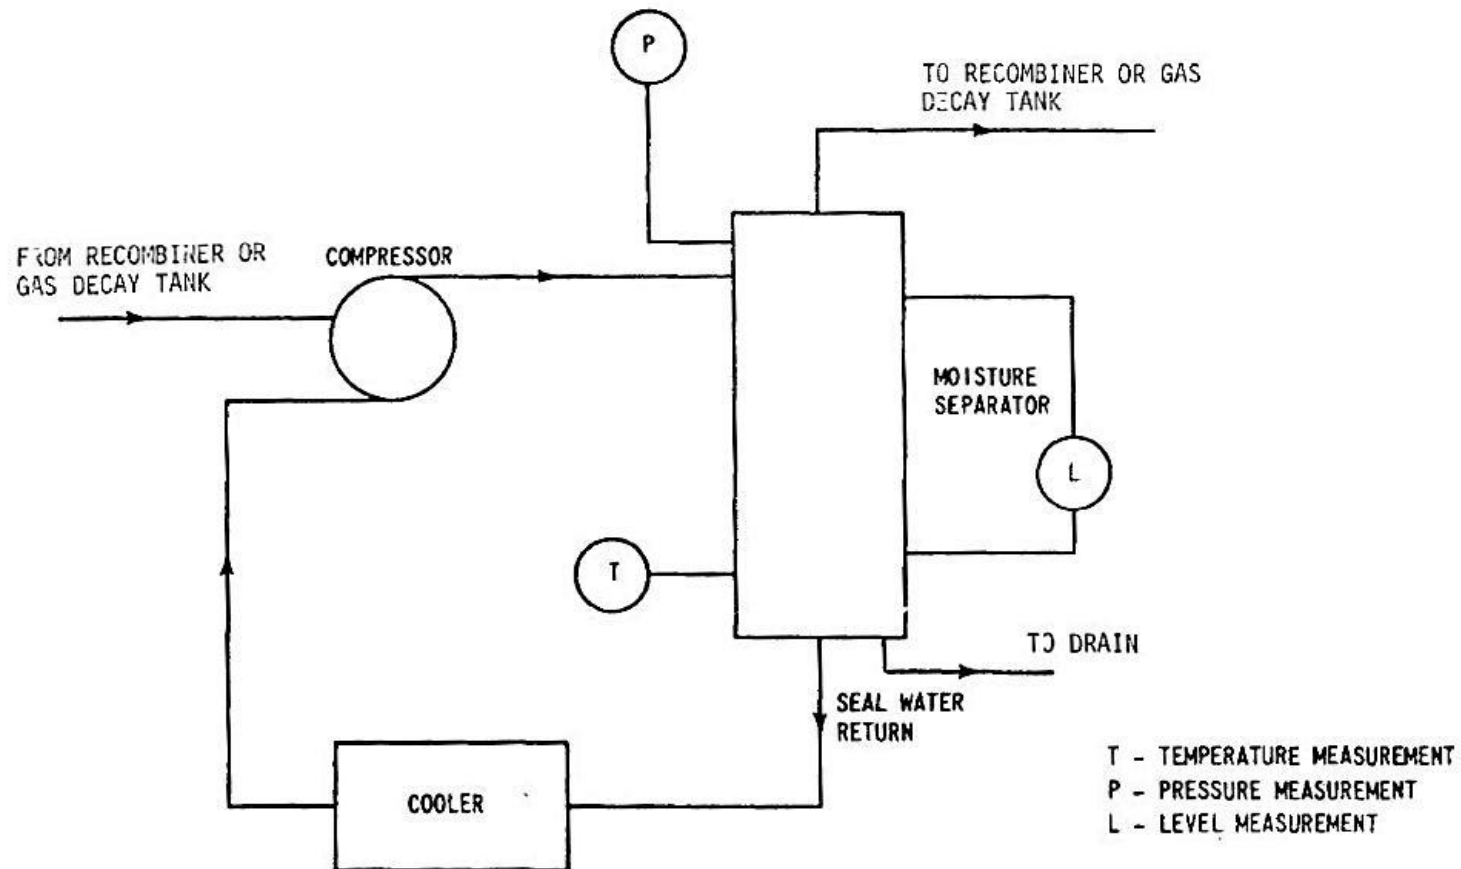 P
TO RECOMBINER OR GAS
DECAY TANK
FROM RECOMBINER OR
GAS DECAY TANK
COMPRESSOR
MOISTURE
SEPARATOR
L
T
TO DRAIN
SEAL WATER
RETURN
COOLER
T - TEMPERATURE MEASUREMENT
P - PRESSURE MEASUREMENT
L - LEVEL MEASUREMENT